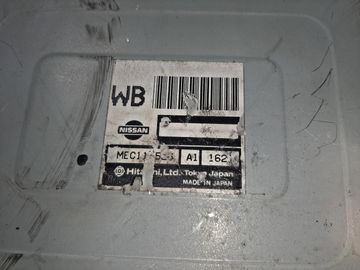 WB
NISSAN
A1 162
Hitachi, Ltd. Tokyo Japan
MADE IN JAPAN